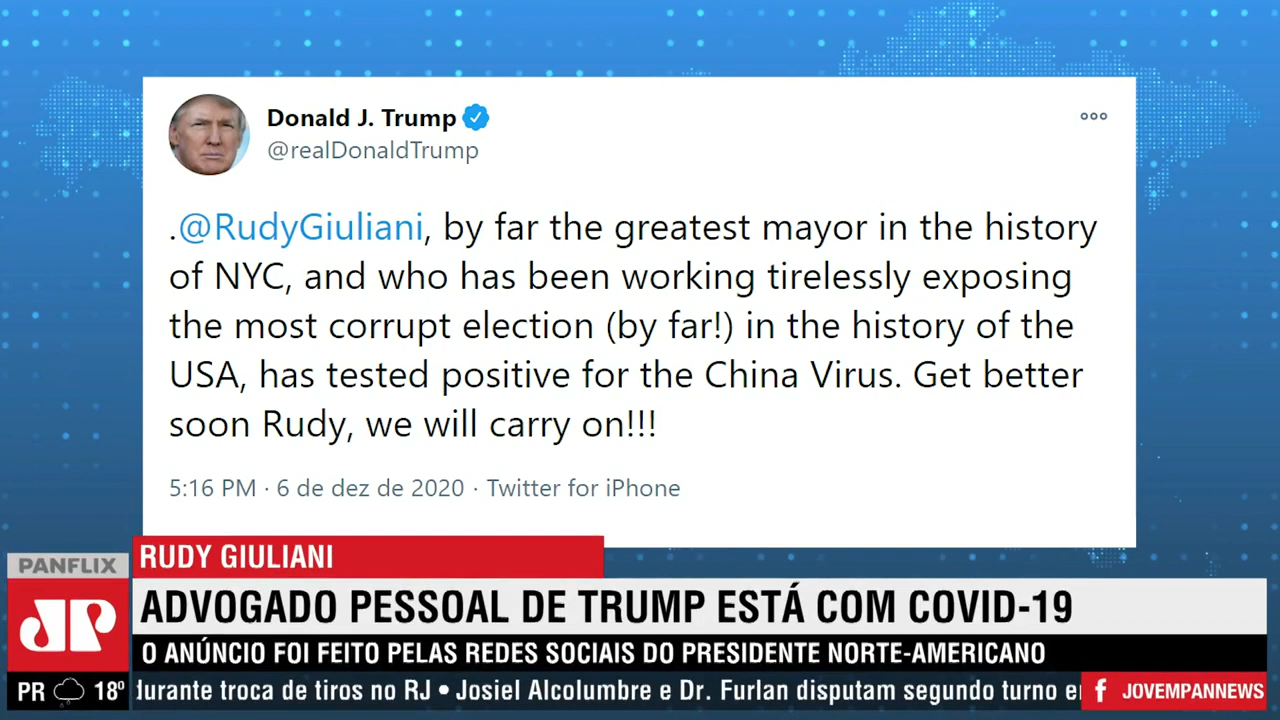 Donald J. Trump
@realDonaldTrump
.@RudyGiuliani, by far the greatest mayor in the history
of NYC, and who has been working tirelessly exposing
the most corrupt election (by far!) in the history of the
USA, has tested positive for the China Virus. Get better
soon Rudy, we will carry on!!!
5:16 PM · 6 de dez de 2020 · Twitter for iPhone
PANFLIX
RUDY GIULIANI
JP
ADVOGADO PESSOAL DE TRUMP ESTÁ COM COVID-19
O ANÚNCIO FOI FEITO PELAS REDES SOCIAIS DO PRESIDENTE NORTE-AMERICANO
PR 18º durante troca de tiros no RJ • Josiel Alcolumbre e Dr. Furlan disputam segundo turno JOVEMPANNEWS